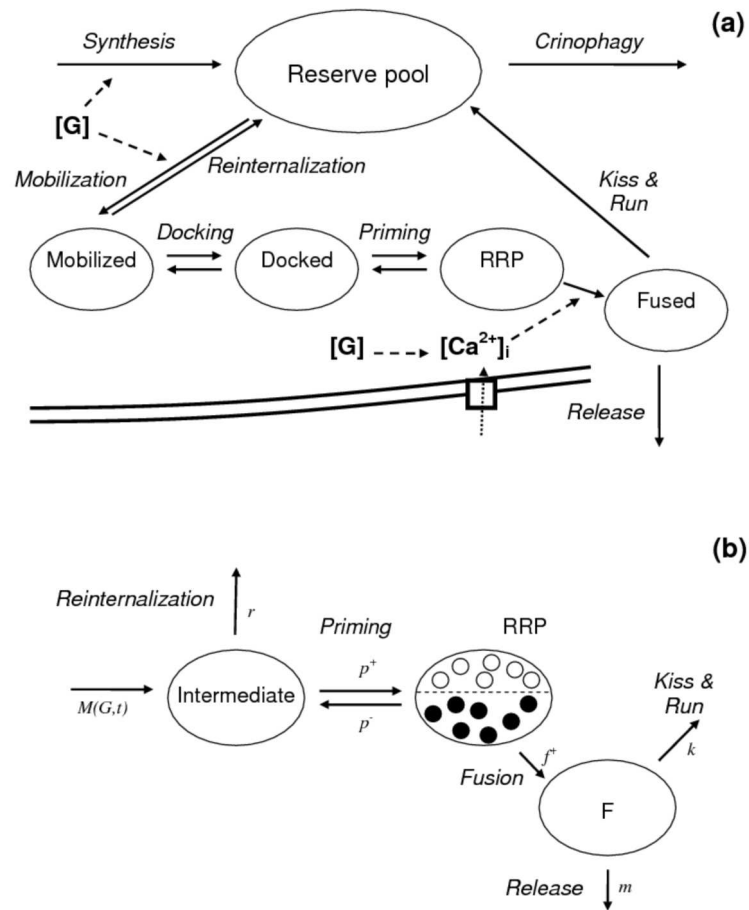 (a)
Synthesis
Crinophagy
Reserve pool
[G]
Mobilization
Reinternalization
Kiss &
Run
Mobilized
Docking
Docked
Priming
RRP
Fused
[G]
[Ca²⁺]ᵢ
Release
(b)
Reinternalization
r
Priming
RRP
M(G,t)
Intermediate
p⁺
p⁻
Kiss &
Run
k
f⁺
Fusion
F
Release
m